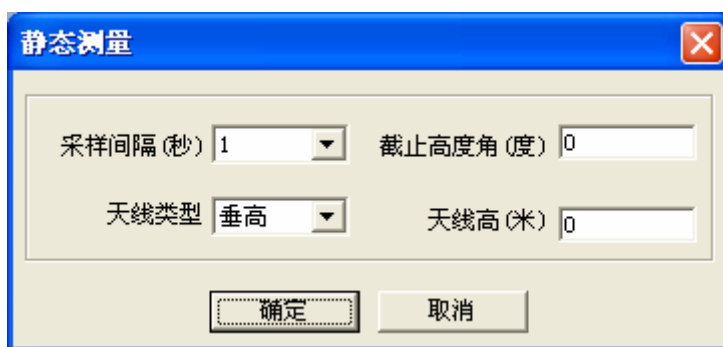 静态测量
采样间隔(秒) 1 截止高度角(度) 0
天线类型 垂高 天线高(米) 0
确定 取消